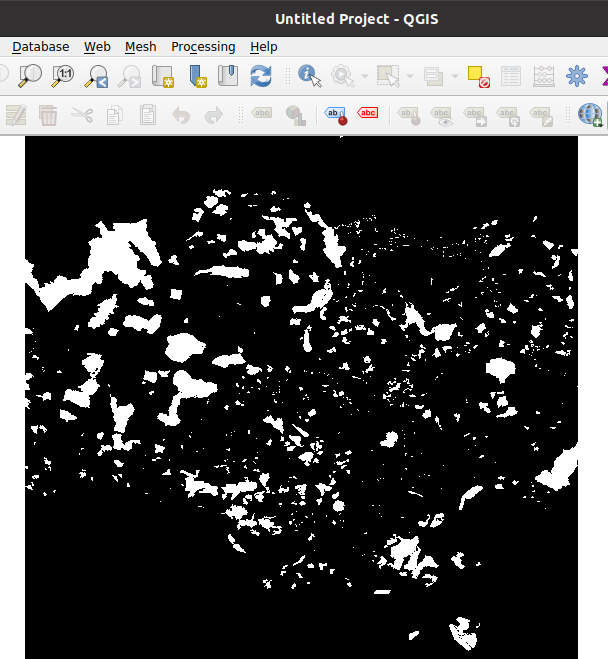 Untitled Project - QGIS
Database Web Mesh Processing Help
1:1
abc abc abc abc abc abc abc abc